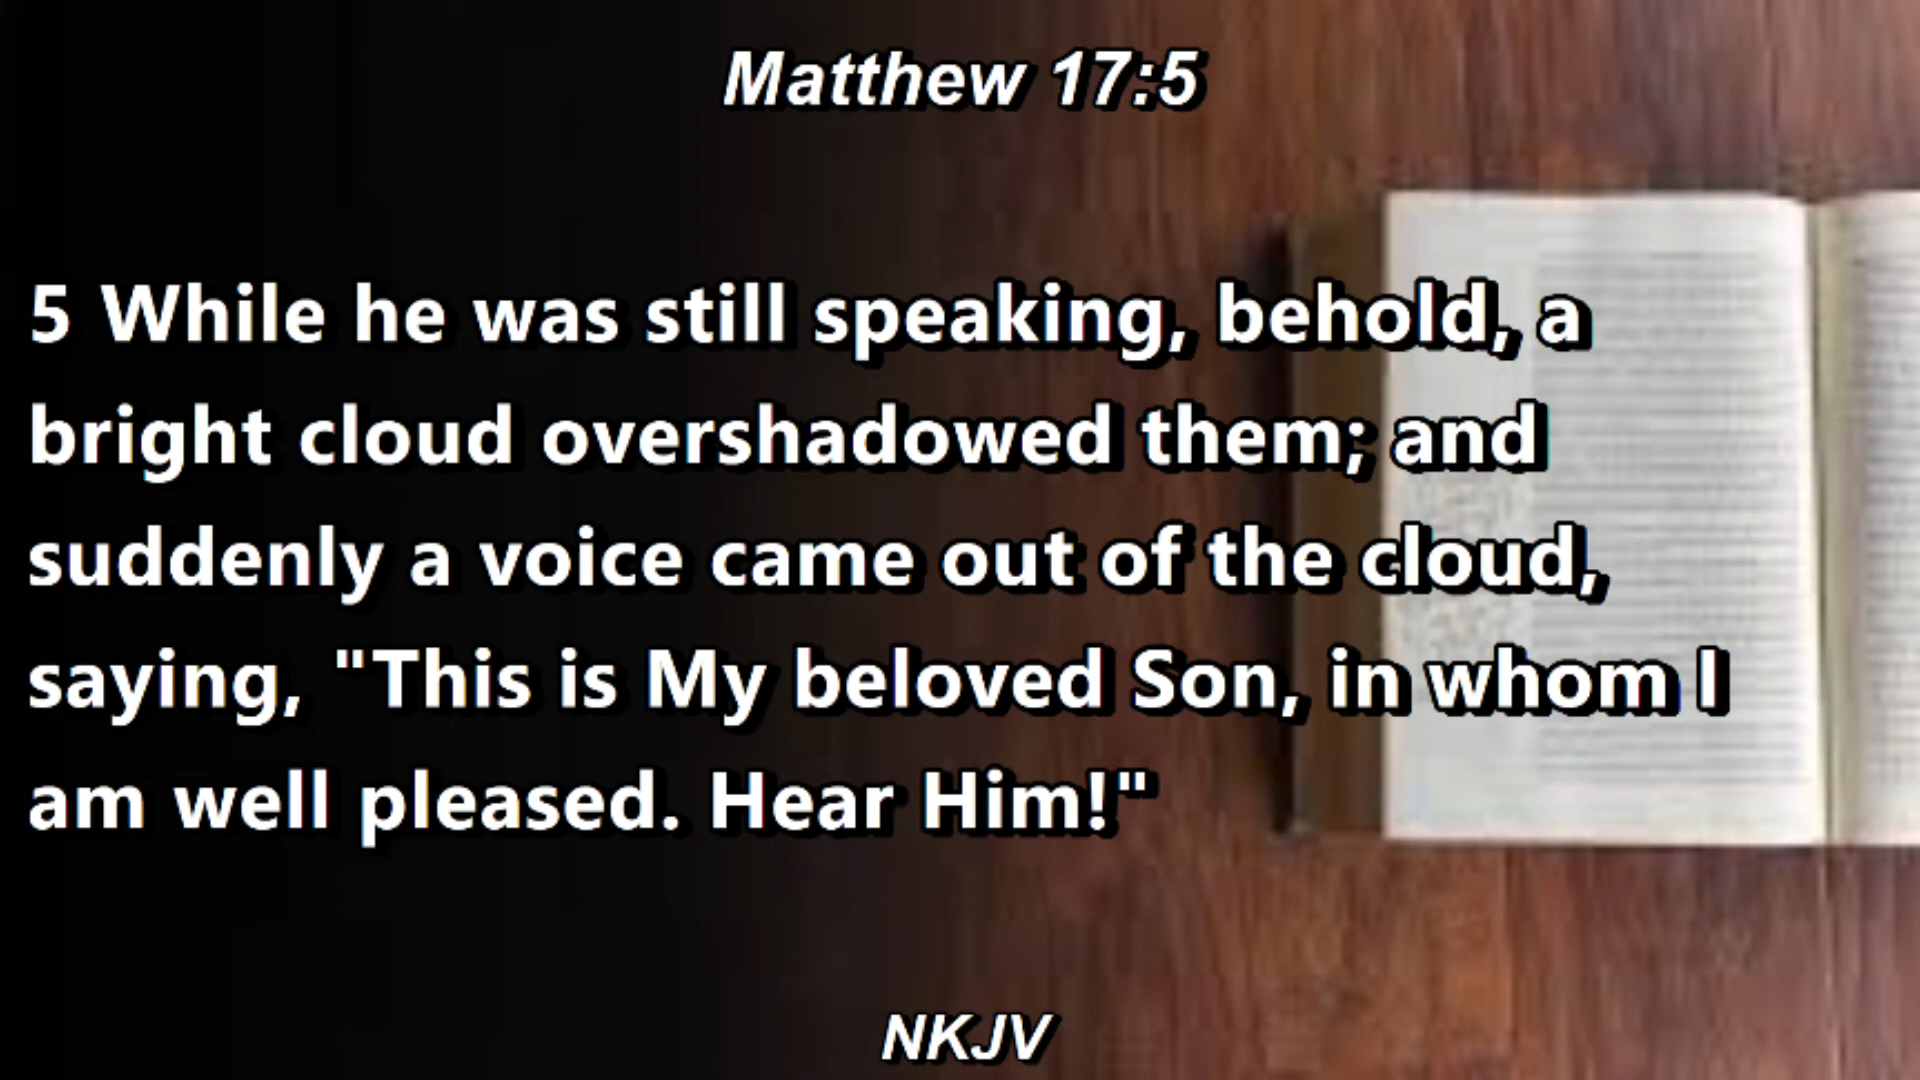 Matthew 17:5
5 While he was still speaking, behold, a
bright cloud overshadowed them; and
suddenly a voice came out of the cloud,
saying, "This is My beloved Son, in whom I
am well pleased. Hear Him!"
NKJV